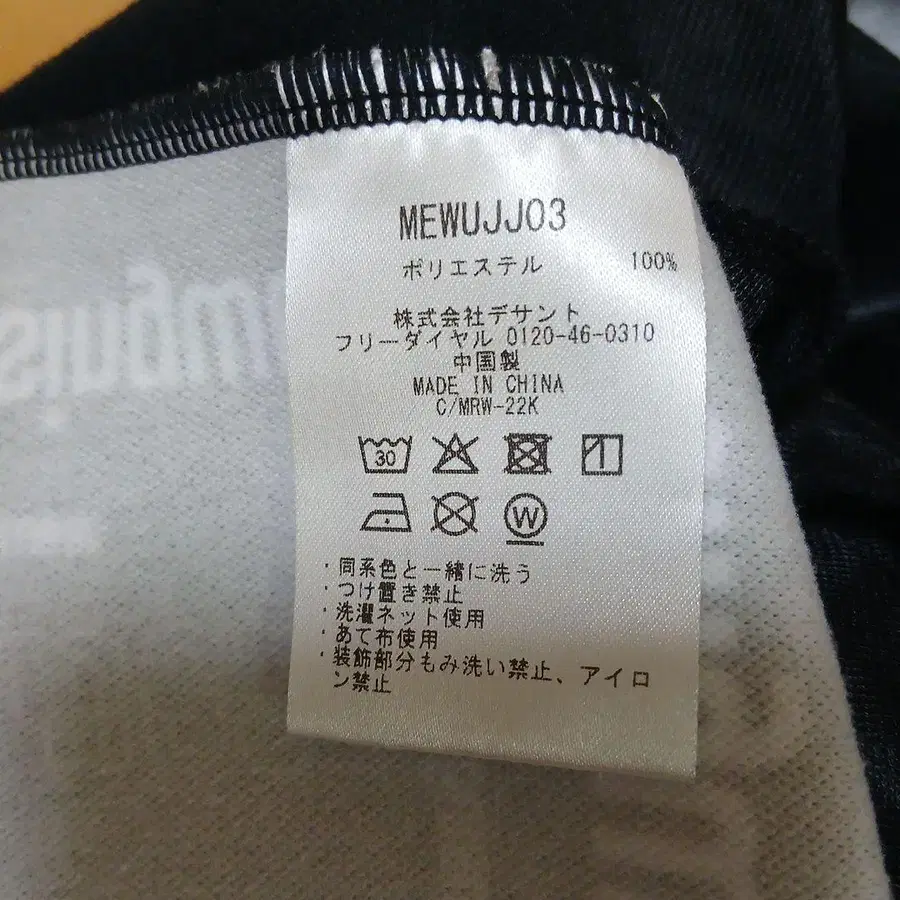 MEWUJJ03
ポリエステル 100%
株式会社デサント
フリーダイヤル 0120-46-0310
中国製
MADE IN CHINA
C/MRW-22K
30
W
・同系色と一緒に洗う
・つけ置き禁止
・洗濯ネット使用
・あて布使用
・装飾部分もみ洗い禁止、アイロ
ン禁止